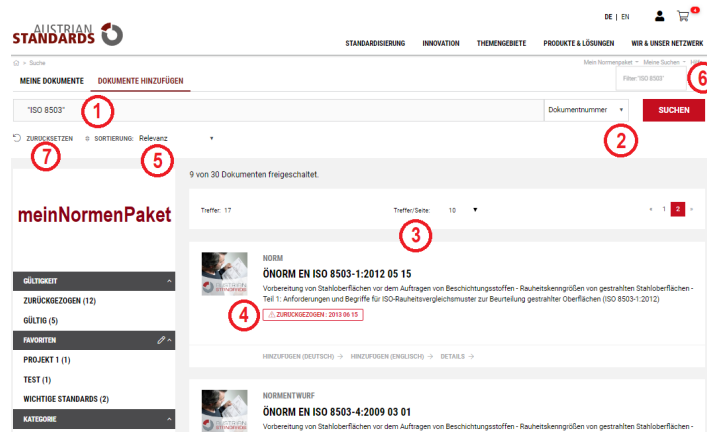 DE | EN
4
AUSTRIAN
STANDARDS
STANDARDISIERUNG INNOVATION THEMENGEBIETE PRODUKTE & LÖSUNGEN WIR & UNSER NETZWERK
> Suche
Mein Normenpaket Meine Suchen
MEINE DOKUMENTE DOKUMENTE HINZUFÜGEN
Filter:"ISO 8503"
6
"ISO 8503"
1
Dokumentnummer
SUCHEN
2
ZURÜCKSETZEN SORTIERUNG: Relevanz
7
5
9 von 30 Dokumenten freigeschaltet.
meinNormenPaket
Treffer: 17 Treffer/Seite: 10 « 1 2 »
3
NORM
ÖNORM EN ISO 8503-1:2012 05 15
Vorbereitung von Stahloberflächen vor dem Auftragen von Beschichtungsstoffen - Rauheitskenngrößen von gestrahlten Stahloberflächen -
Teil 1: Anforderungen und Begriffe für ISO-Rauheitsvergleichsmuster zur Beurteilung gestrahlter Oberflächen (ISO 8503-1:2012)
4
ZURÜCKGEZOGEN : 2013 06 15
HINZUFÜGEN (DEUTSCH) → HINZUFÜGEN (ENGLISCH) → DETAILS →
GÜLTIGKEIT
ZURÜCKGEZOGEN (12)
GÜLTIG (5)
FAVORITEN
PROJEKT 1 (1)
TEST (1)
WICHTIGE STANDARDS (2)
KATEGORIE
NORMENTWURF
ÖNORM EN ISO 8503-4:2009 03 01
Vorbereitung von Stahloberflächen vor dem Auftragen von Beschichtungsstoffen - Rauheitskenngrößen von gestrahlten Stahloberflächen -